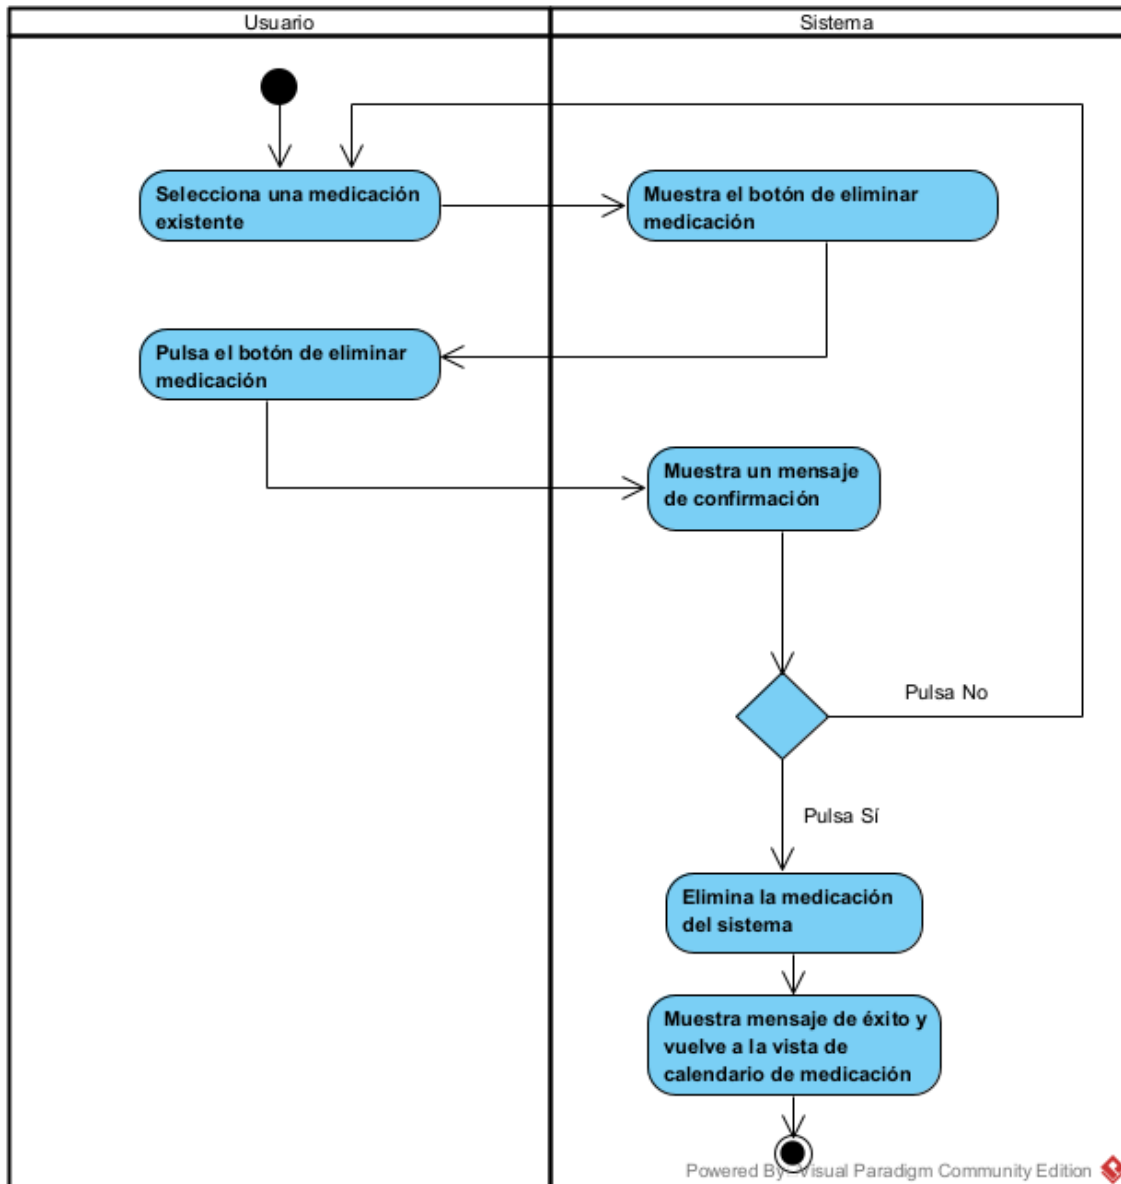 Usuario
Sistema
Selecciona una medicación
existente
Muestra el botón de eliminar
medicación
Pulsa el botón de eliminar
medicación
Muestra un mensaje
de confirmación
Pulsa No
Pulsa Sí
Elimina la medicación
del sistema
Muestra mensaje de éxito y
vuelve a la vista de
calendario de medicación
Powered By Visual Paradigm Community Edition